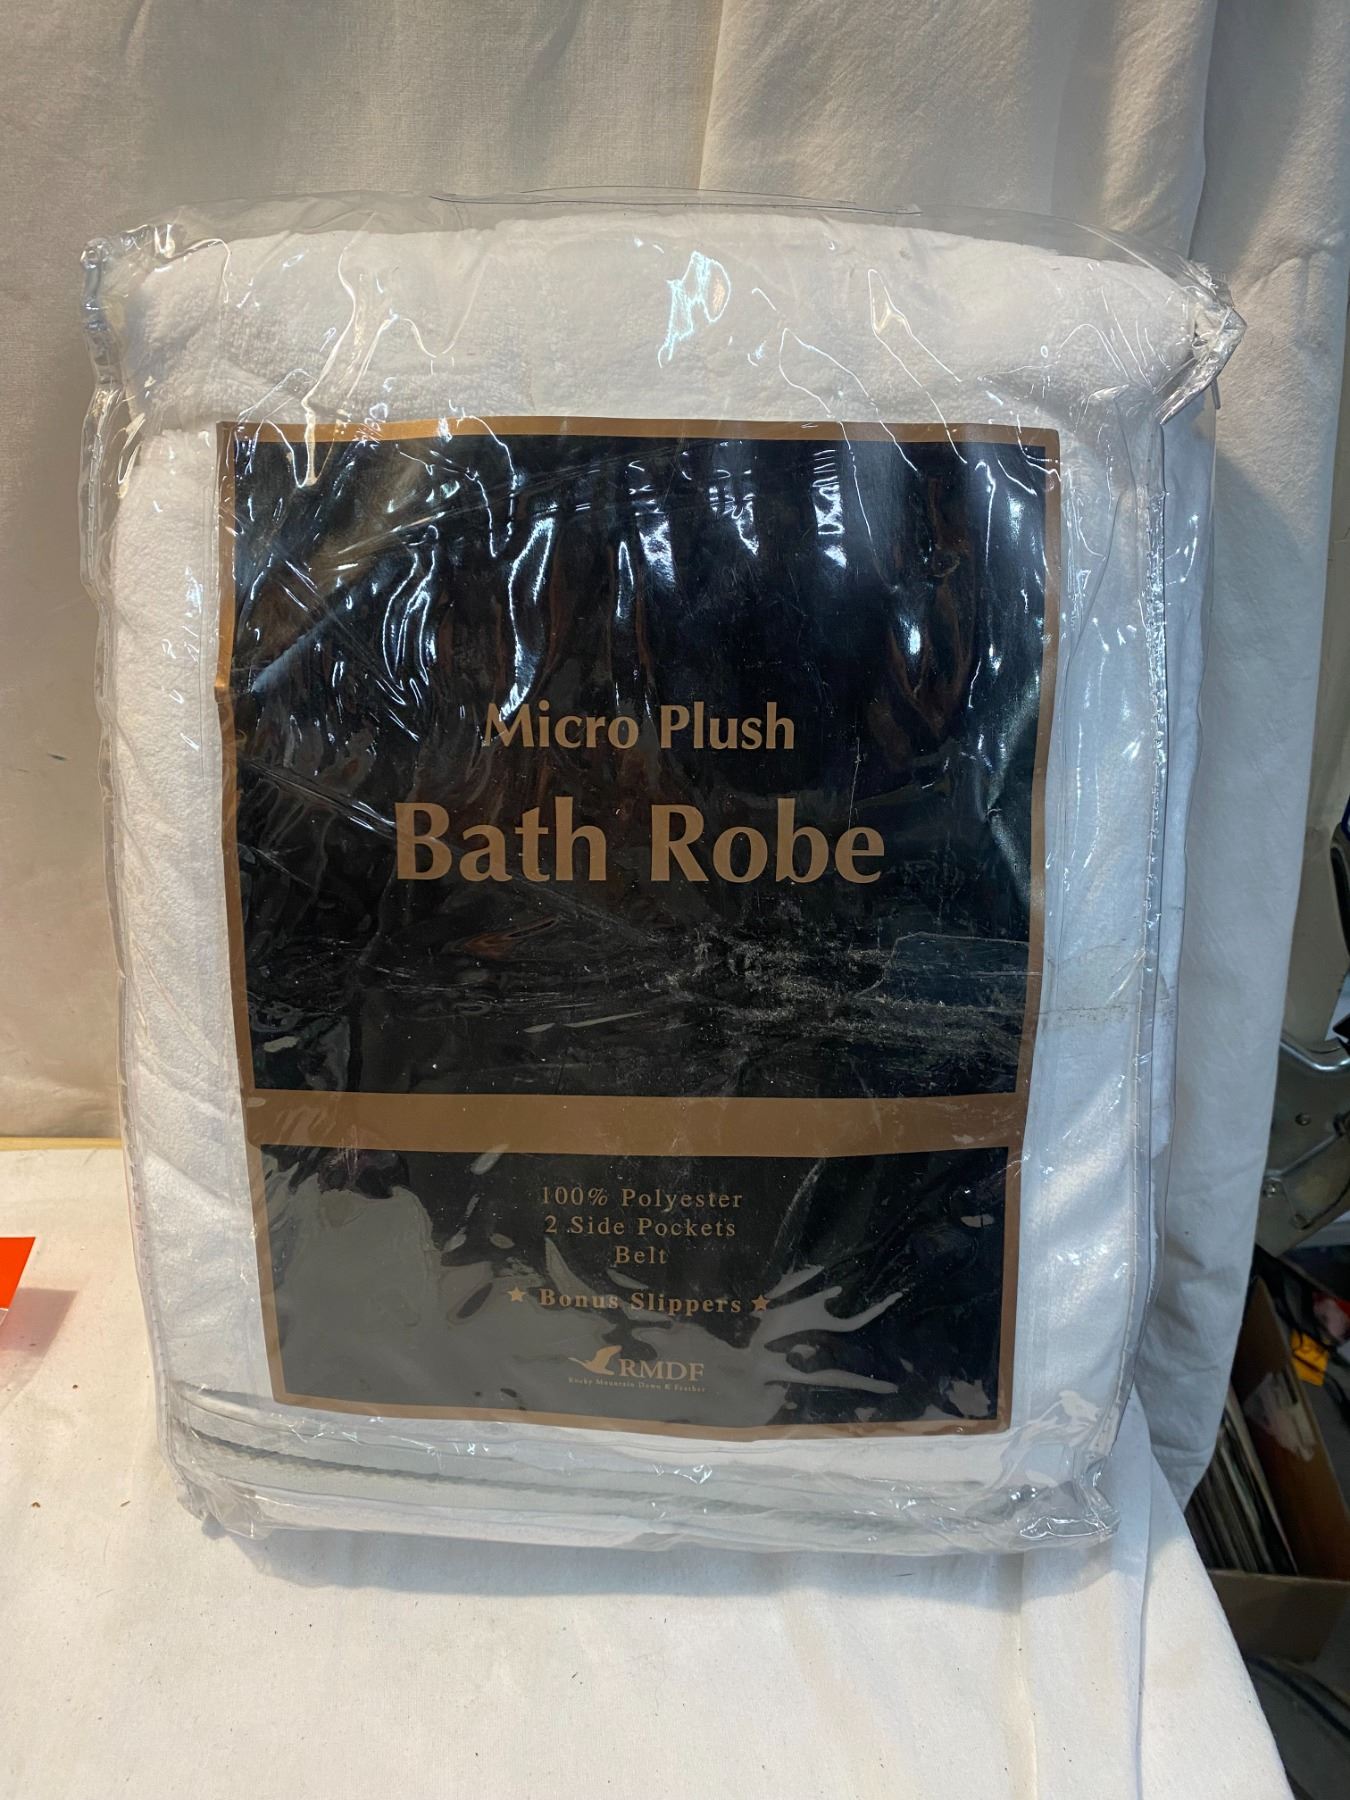 Micro Plush
Bath Robe
100% Polyester
2 Side Pockets
Belt
★ Bonus Slippers ★
RMDF
Rocky Mountain Down & Feather